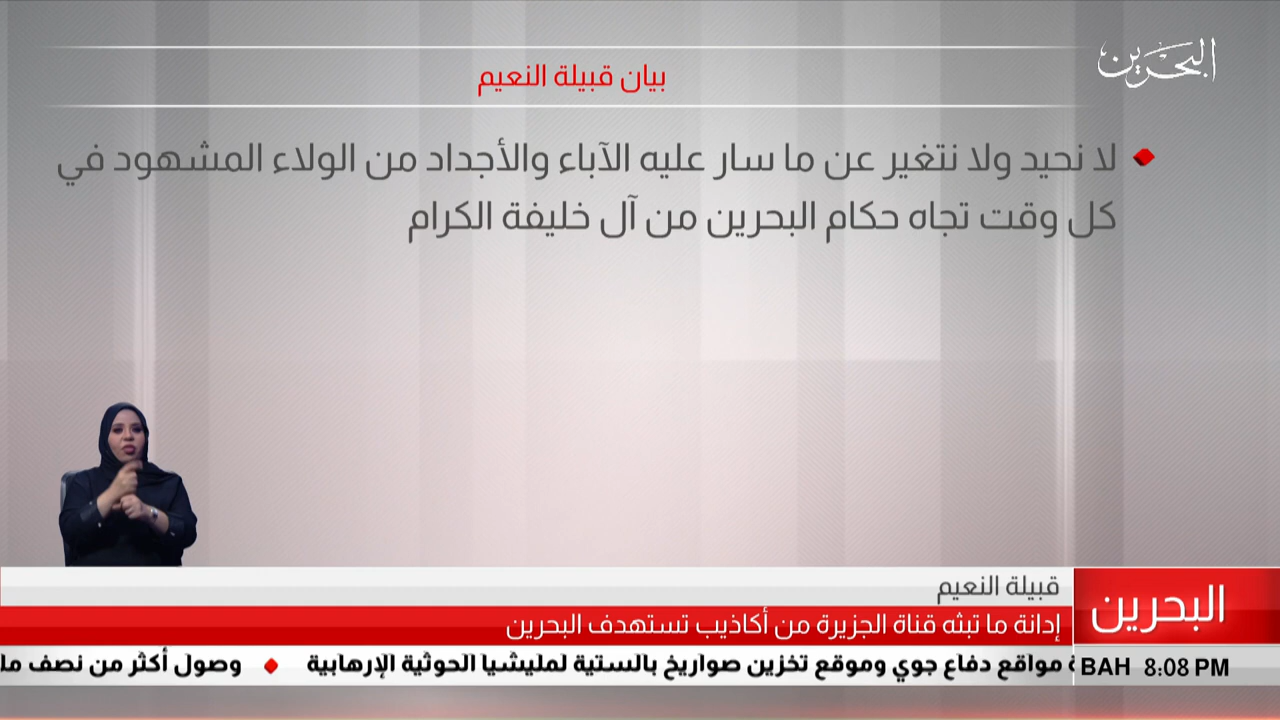 البحرين
بيان قبيلة النعيم
لا نحيد ولا نتغير عن ما سار عليه الآباء والأجداد من الولاء المشهود في
كل وقت تجاه حكام البحرين من آل خليفة الكرام
قبيلة النعيم
البحرين
إدانة ما تبثه قناة الجزيرة من أكاذيب تستهدف البحرين
BAH 8:08 PM
مواقع دفاع جوي وموقع تخزين صواريخ بالستية لمليشيا الحوثية الإرهابية ♦ وصول أكثر من نصف